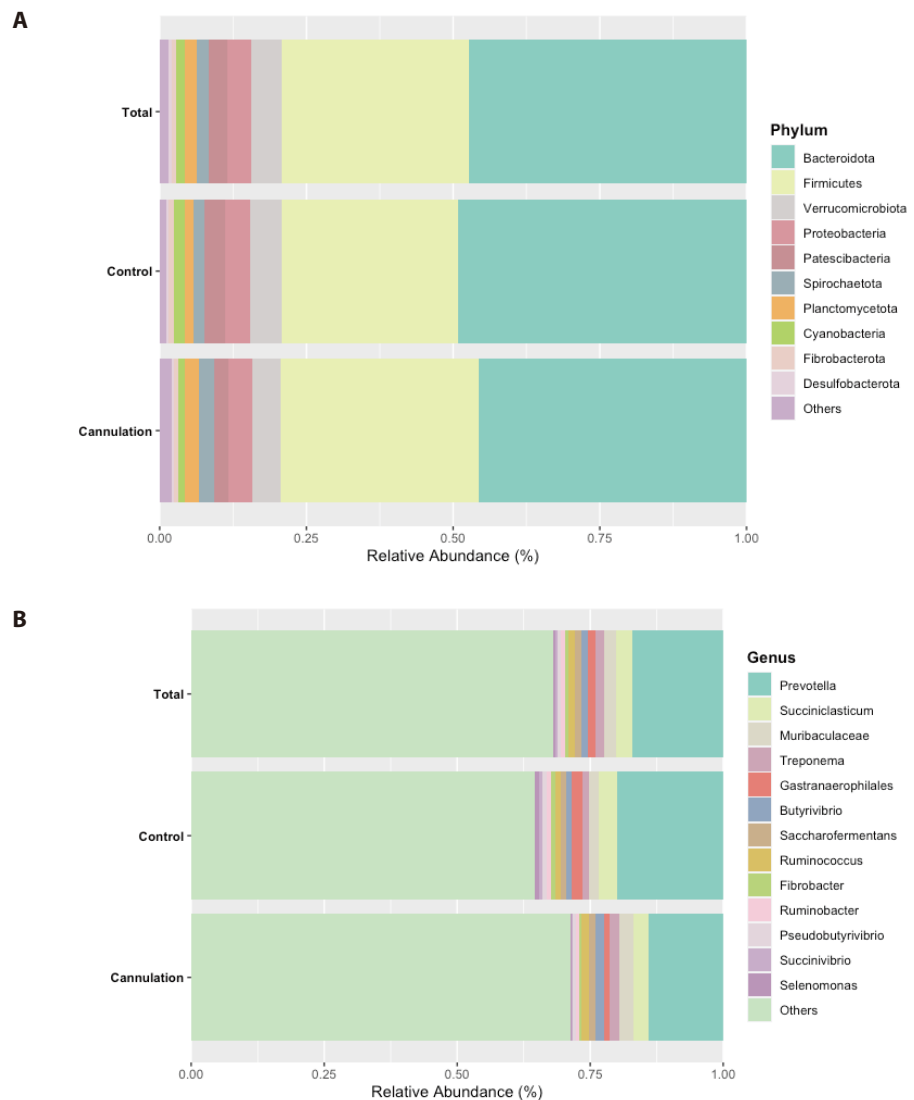 A
Total
Control
Cannulation
0.00 0.25 0.50 0.75 1.00
Relative Abundance (%)
Phylum
Bacteroidota
Firmicutes
Verrucomicrobiota
Proteobacteria
Patescibacteria
Spirochaetota
Planctomycetota
Cyanobacteria
Fibrobacterota
Desulfobacterota
Others
B
Total
Control
Cannulation
0.00 0.25 0.50 0.75 1.00
Relative Abundance (%)
Genus
Prevotella
Succiniclasticum
Muribaculaceae
Treponema
Gastranaerophilales
Butyrivibrio
Saccharofermentans
Ruminococcus
Fibrobacter
Ruminobacter
Pseudobutyrivibrio
Succinivibrio
Selenomonas
Others